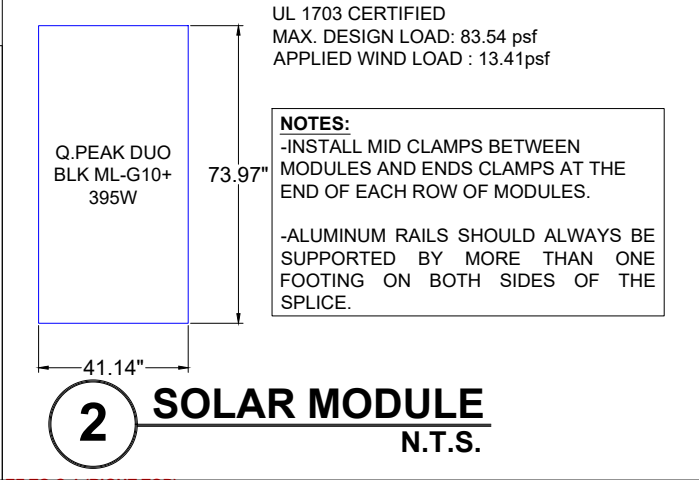 UL 1703 CERTIFIED
MAX. DESIGN LOAD: 83.54 psf
APPLIED WIND LOAD : 13.41psf
Q.PEAK DUO
BLK ML-G10+
395W
73.97"
41.14"
NOTES:
-INSTALL MID CLAMPS BETWEEN
MODULES AND ENDS CLAMPS AT THE
END OF EACH ROW OF MODULES.
-ALUMINUM RAILS SHOULD ALWAYS BE
SUPPORTED BY MORE THAN ONE
FOOTING ON BOTH SIDES OF THE
SPLICE.
2 SOLAR MODULE
N.T.S.